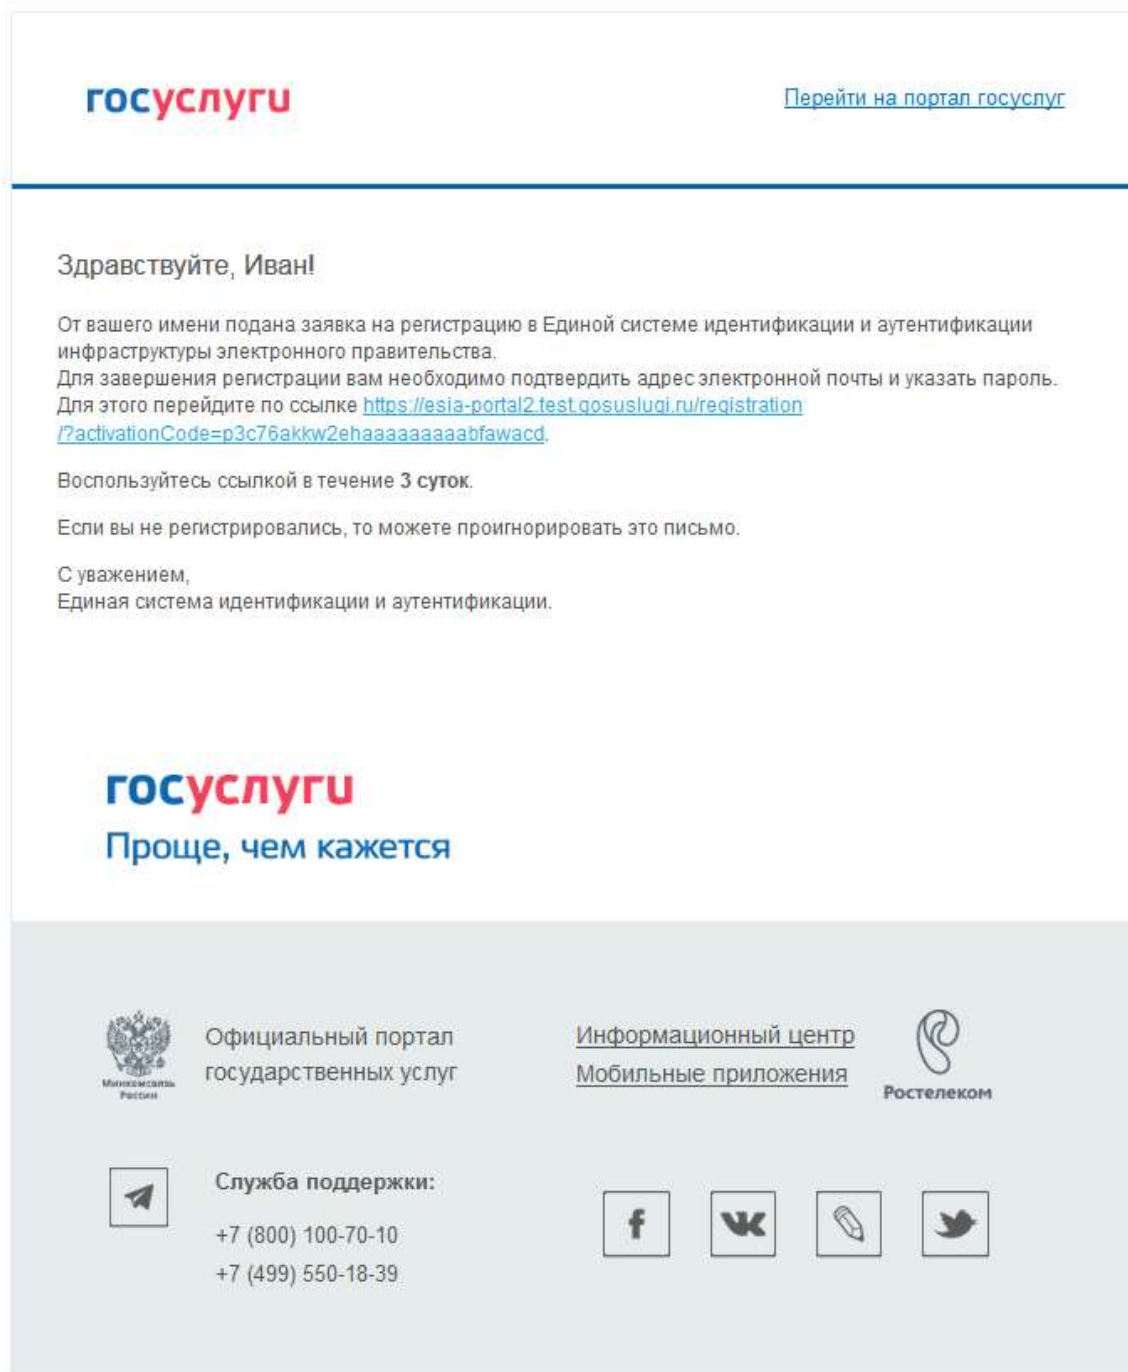 госуслуги
Перейти на портал госуслуг
Здравствуйте, Иван!
От вашего имени подана заявка на регистрацию в Единой системе идентификации и аутентификации
инфраструктуры электронного правительства.
Для завершения регистрации вам необходимо подтвердить адрес электронной почты и указать пароль.
Для этого перейдите по ссылке https://esia-portal2.test.gosuslugi.ru/registration
/?activationCode=p3c76akkw2ehaaaaaaaaabfawacd.
Воспользуйтесь ссылкой в течение 3 суток.
Если вы не регистрировались, то можете проигнорировать это письмо.
С уважением,
Единая система идентификации и аутентификации.
госуслуги
Проще, чем кажется
Минкомсвязь
России
Официальный портал
государственных услуг
Информационный центр
Мобильные приложения
Ростелеком
Служба поддержки:
+7 (800) 100-70-10
+7 (499) 550-18-39